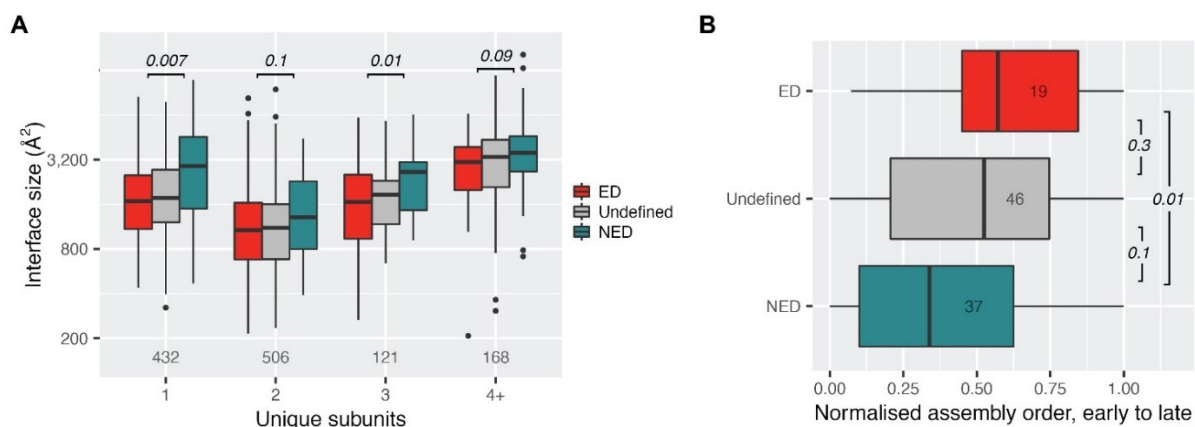 A
0.007
0.1
0.01
0.09
Interface size (Å²)
3,200
800
200
432
506
121
168
1
2
3
4+
Unique subunits
ED
Undefined
NED
B
ED
Undefined
NED
19
46
37
0.3
0.01
0.1
0.00
0.25
0.50
0.75
1.00
Normalised assembly order, early to late